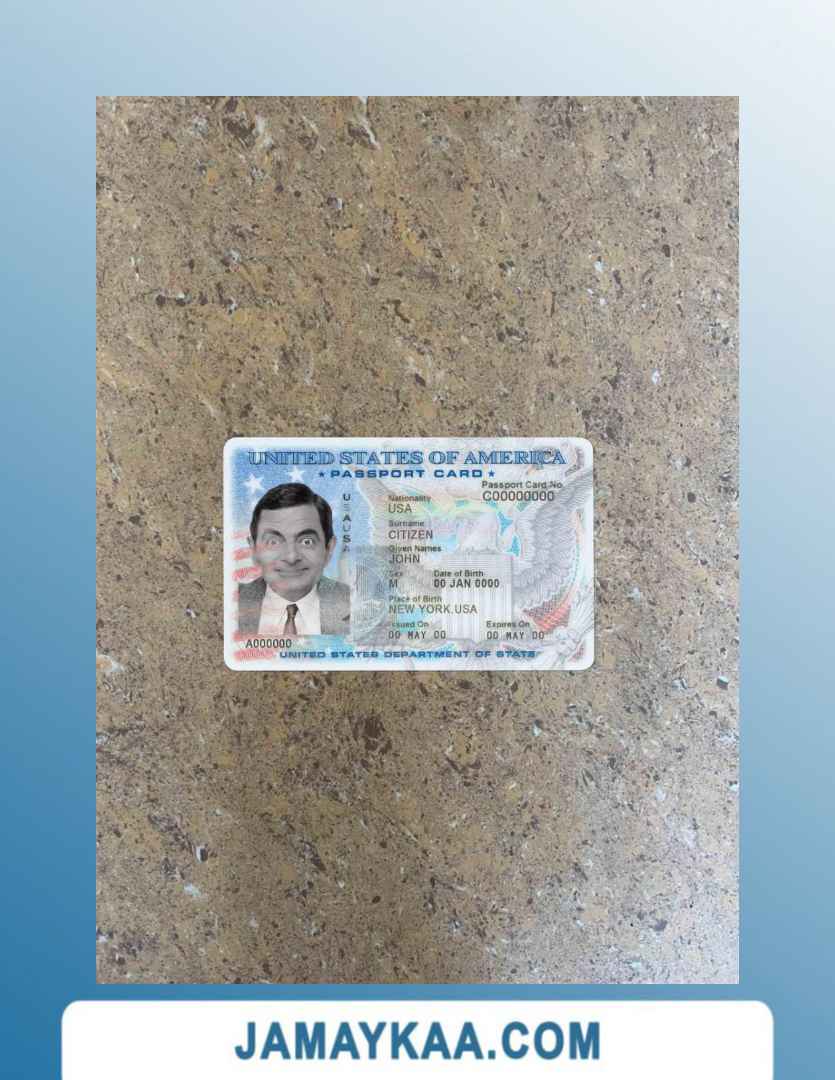 UNITED STATES OF AMERICA
★ PASSPORT CARD ★
Passport Card No.
C00000000
USAUSA
Nationality
USA
Surname
CITIZEN
Given Names
JOHN
Sex Date of Birth
M 00 JAN 0000
Place of Birth
NEW YORK,USA
Issued On Expires On
00 MAY 00 00 MAY 00
A000000
UNITED STATES DEPARTMENT OF STATE
JAMAYKAA.COM